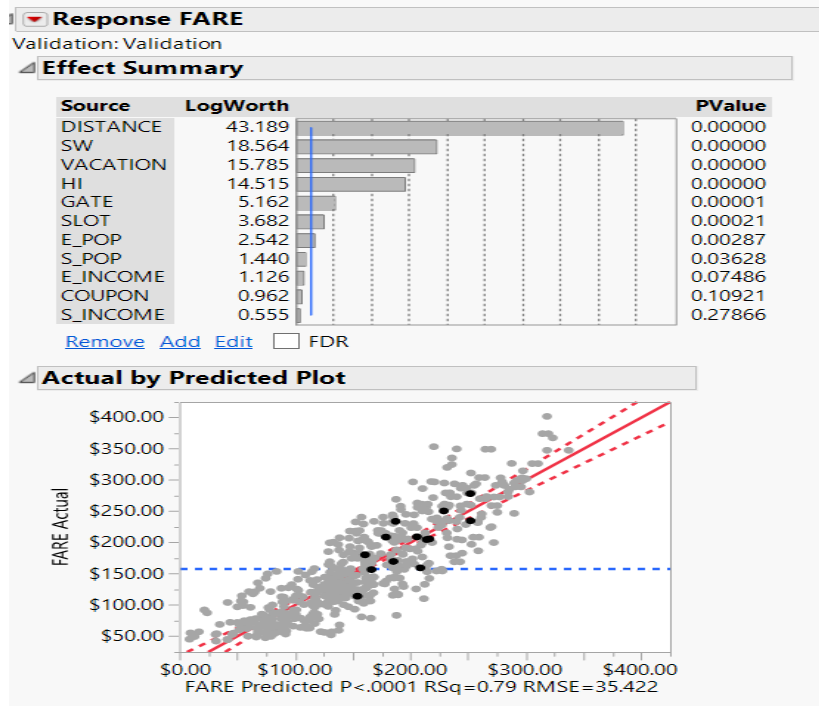 Response FARE
Validation: Validation
Effect Summary
Source LogWorth PValue
DISTANCE 43.189 0.00000
SW 18.564 0.00000
VACATION 15.785 0.00000
HI 14.515 0.00000
GATE 5.162 0.00001
SLOT 3.682 0.00021
E_POP 2.542 0.00287
S_POP 1.440 0.03628
E_INCOME 1.126 0.07486
COUPON 0.962 0.10921
S_INCOME 0.555 0.27866
Remove Add Edit FDR
Actual by Predicted Plot
$400.00
$350.00
$300.00
$250.00
$200.00
$150.00
$100.00
$50.00
FARE Actual
$0.00 $100.00 $200.00 $300.00 $400.00
FARE Predicted P<.0001 RSq=0.79 RMSE=35.422